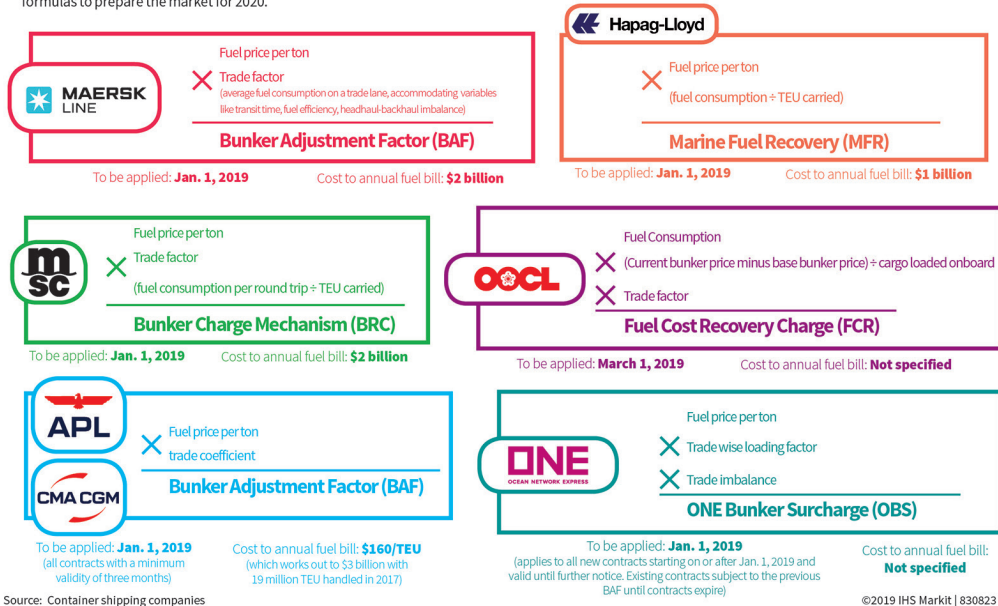 formulas to prepare the market for 2020.
MAERSK
LINE
Fuel price per ton
× Trade factor
(average fuel consumption on a trade lane, accommodating variables
like transit time, fuel efficiency, headhaul-backhaul imbalance)
Bunker Adjustment Factor (BAF)
To be applied: Jan. 1, 2019 Cost to annual fuel bill: $2 billion
Hapag-Lloyd
× Fuel price per ton
(fuel consumption ÷ TEU carried)
Marine Fuel Recovery (MFR)
To be applied: Jan. 1, 2019 Cost to annual fuel bill: $1 billion
msc
Fuel price per ton
× Trade factor
(fuel consumption per round trip ÷ TEU carried)
Bunker Charge Mechanism (BRC)
To be applied: Jan. 1, 2019 Cost to annual fuel bill: $2 billion
OOCL
Fuel Consumption
× (Current bunker price minus base bunker price) ÷ cargo loaded onboard
× Trade factor
Fuel Cost Recovery Charge (FCR)
To be applied: March 1, 2019 Cost to annual fuel bill: Not specified
APL
CMA CGM
Fuel price per ton
× trade coefficient
Bunker Adjustment Factor (BAF)
To be applied: Jan. 1, 2019
(all contracts with a minimum
validity of three months)
Cost to annual fuel bill: $160/TEU
(which works out to $3 billion with
19 million TEU handled in 2017)
ONE
OCEAN NETWORK EXPRESS
Fuel price per ton
× Trade wise loading factor
× Trade imbalance
ONE Bunker Surcharge (OBS)
To be applied: Jan. 1, 2019
(applies to all new contracts starting on or after Jan. 1, 2019 and
valid until further notice. Existing contracts subject to the previous
BAF until contracts expire)
Cost to annual fuel bill:
Not specified
Source: Container shipping companies
©2019 IHS Markit | 830823